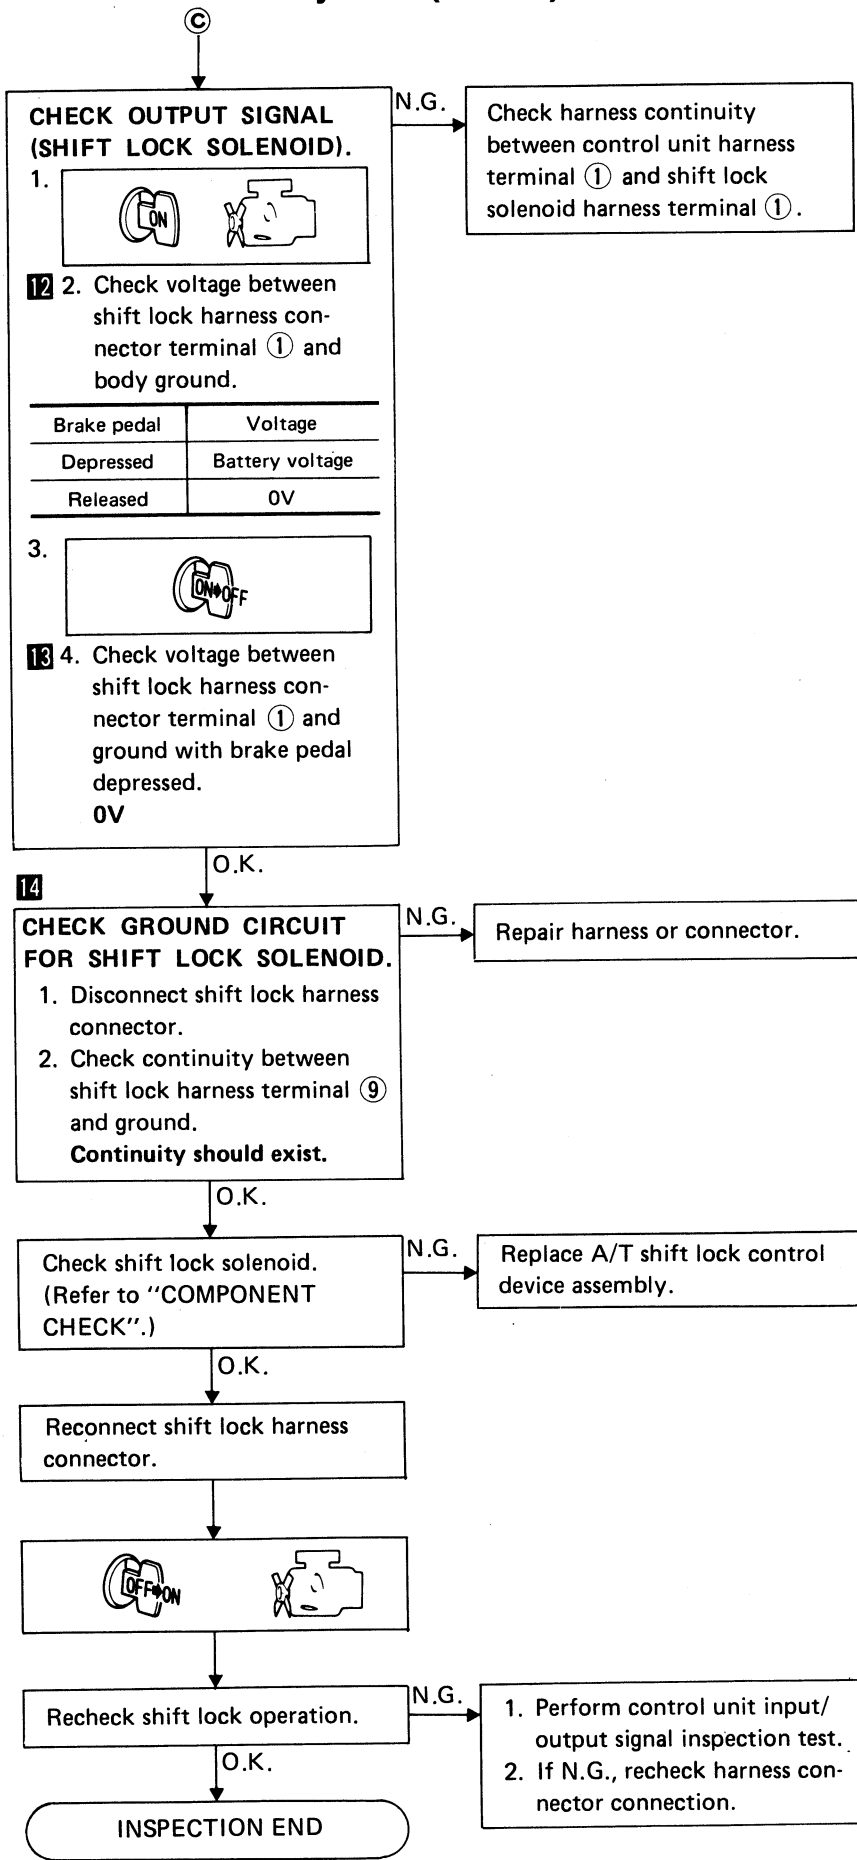 C
CHECK OUTPUT SIGNAL
(SHIFT LOCK SOLENOID).
1.
ON
12 2. Check voltage between
shift lock harness con-
nector terminal ① and
body ground.
Brake pedal Voltage
Depressed Battery voltage
Released 0V
3.
ON➔OFF
13 4. Check voltage between
shift lock harness con-
nector terminal ① and
ground with brake pedal
depressed.
0V
N.G.
Check harness continuity
between control unit harness
terminal ① and shift lock
solenoid harness terminal ①.
O.K.
14
CHECK GROUND CIRCUIT
FOR SHIFT LOCK SOLENOID.
1. Disconnect shift lock harness
connector.
2. Check continuity between
shift lock harness terminal ⑨
and ground.
Continuity should exist.
N.G.
Repair harness or connector.
O.K.
Check shift lock solenoid.
(Refer to "COMPONENT
CHECK".)
N.G.
Replace A/T shift lock control
device assembly.
O.K.
Reconnect shift lock harness
connector.
OFF➔ON
Recheck shift lock operation.
N.G.
1. Perform control unit input/
output signal inspection test.
2. If N.G., recheck harness con-
nector connection.
O.K.
INSPECTION END